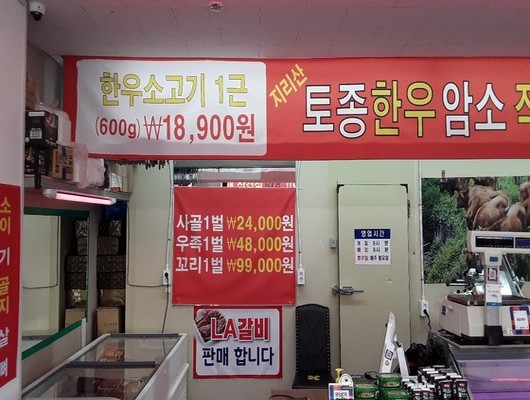 한우소고기 1근
(600g) ₩18,900원
지리산
토종한우 암소 직
사골1벌 ₩24,000원
우족1벌 ₩48,000원
꼬리1벌 ₩99,000원
영업시간
LA갈비
판매 합니다